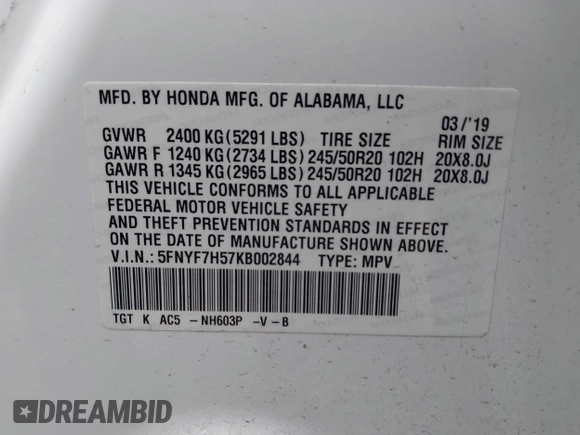 MFD. BY HONDA MFG. OF ALABAMA, LLC
03/'19
GVWR 2400 KG(5291 LBS) TIRE SIZE RIM SIZE
GAWR F 1240 KG(2734 LBS) 245/50R20 102H 20X8.0J
GAWR R 1345 KG(2965 LBS) 245/50R20 102H 20X8.0J
THIS VEHICLE CONFORMS TO ALL APPLICABLE
FEDERAL MOTOR VEHICLE SAFETY
AND THEFT PREVENTION STANDARDS IN EFFECT
ON THE DATE OF MANUFACTURE SHOWN ABOVE.
V.I.N.: 5FNYF7H57KB002844 TYPE: MPV
TGT K AC5 -NH603P -V-B
DREAMBID